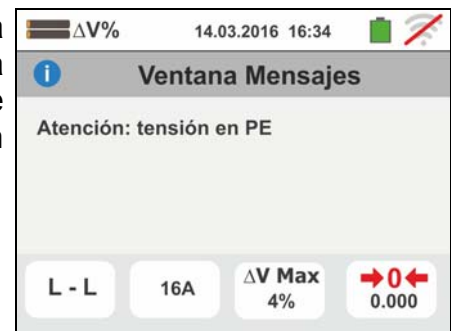 ΔV% 14.03.2016 16:34
Ventana Mensajes
Atención: tensión en PE
L - L 16A ΔV Max 4% 0 0.000